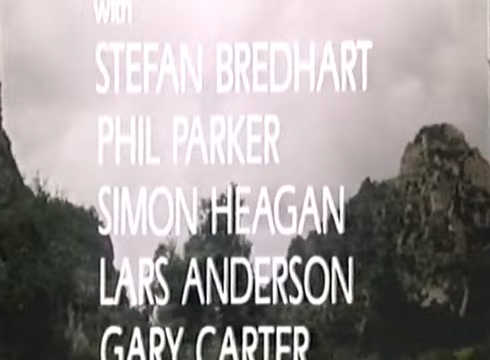 with
STEFAN BREDHART
PHIL PARKER
SIMON HEAGAN
LARS ANDERSON
GARY CARTER